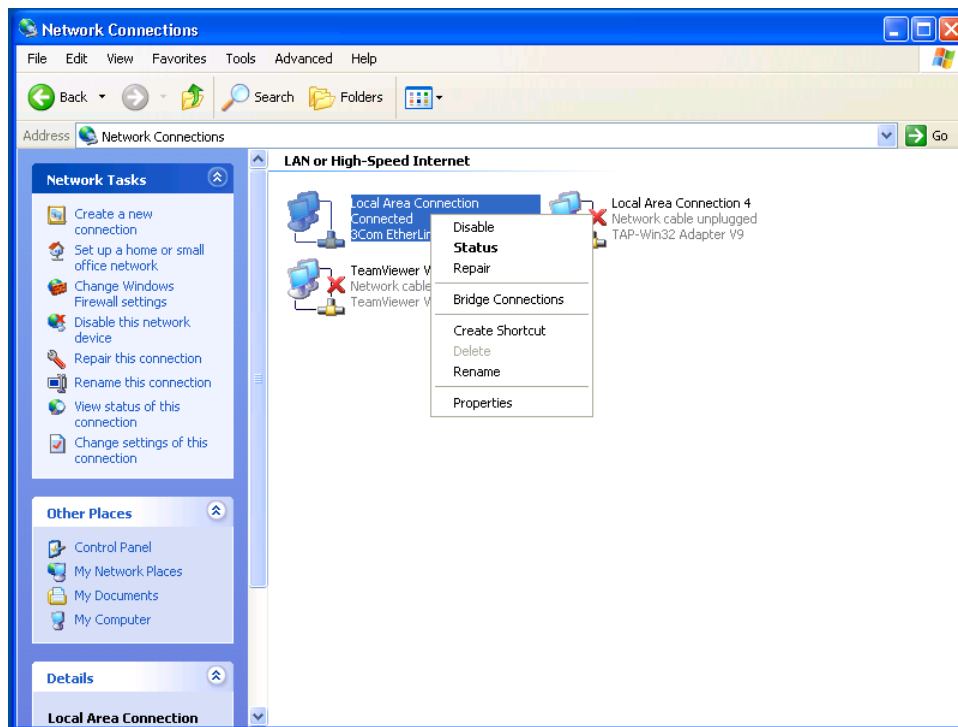 Network Connections
File Edit View Favorites Tools Advanced Help
Back Search Folders
Address Network Connections Go
Network Tasks
Create a new
connection
Set up a home or small
office network
Change Windows
Firewall settings
Disable this network
device
Repair this connection
Rename this connection
View status of this
connection
Change settings of this
connection
Other Places
Control Panel
My Network Places
My Documents
My Computer
Details
Local Area Connection
LAN or High-Speed Internet
Local Area Connection
Connected
3Com EtherLin
Local Area Connection 4
Network cable unplugged
TAP-Win32 Adapter V9
TeamViewer V
Network cable
TeamViewer V
Disable
Status
Repair
Bridge Connections
Create Shortcut
Delete
Rename
Properties